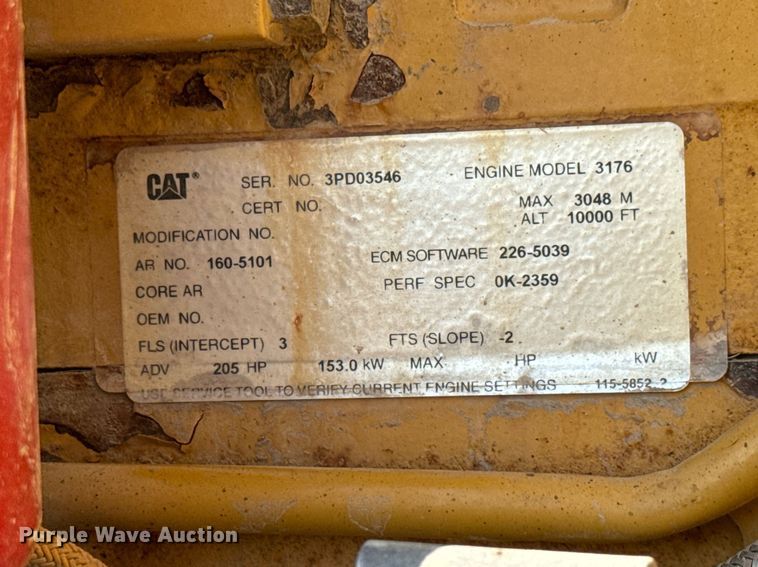 CAT® SER. NO. 3PD03546 ENGINE MODEL 3176
CERT NO. MAX 3048 M
ALT 10000 FT
MODIFICATION NO.
AR NO. 160-5101 ECM SOFTWARE 226-5039
CORE AR PERF SPEC 0K-2359
OEM NO.
FLS (INTERCEPT) 3 FTS (SLOPE) -2
ADV 205 HP 153.0 kW MAX HP kW
USE SERVICE TOOL TO VERIFY CURRENT ENGINE SETTINGS 115-5852 2
Purple Wave Auction